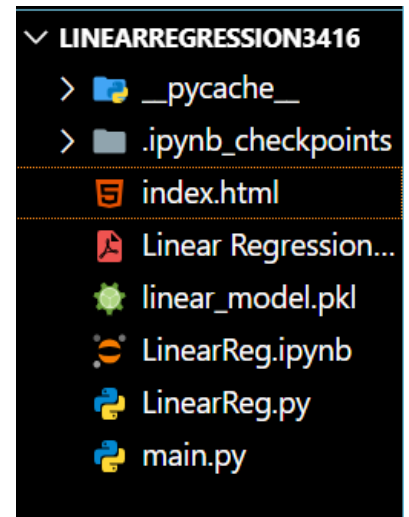 LINEARREGRESSION3416
__pycache__
.ipynb_checkpoints
index.html
Linear Regression...
linear_model.pkl
LinearReg.ipynb
LinearReg.py
main.py